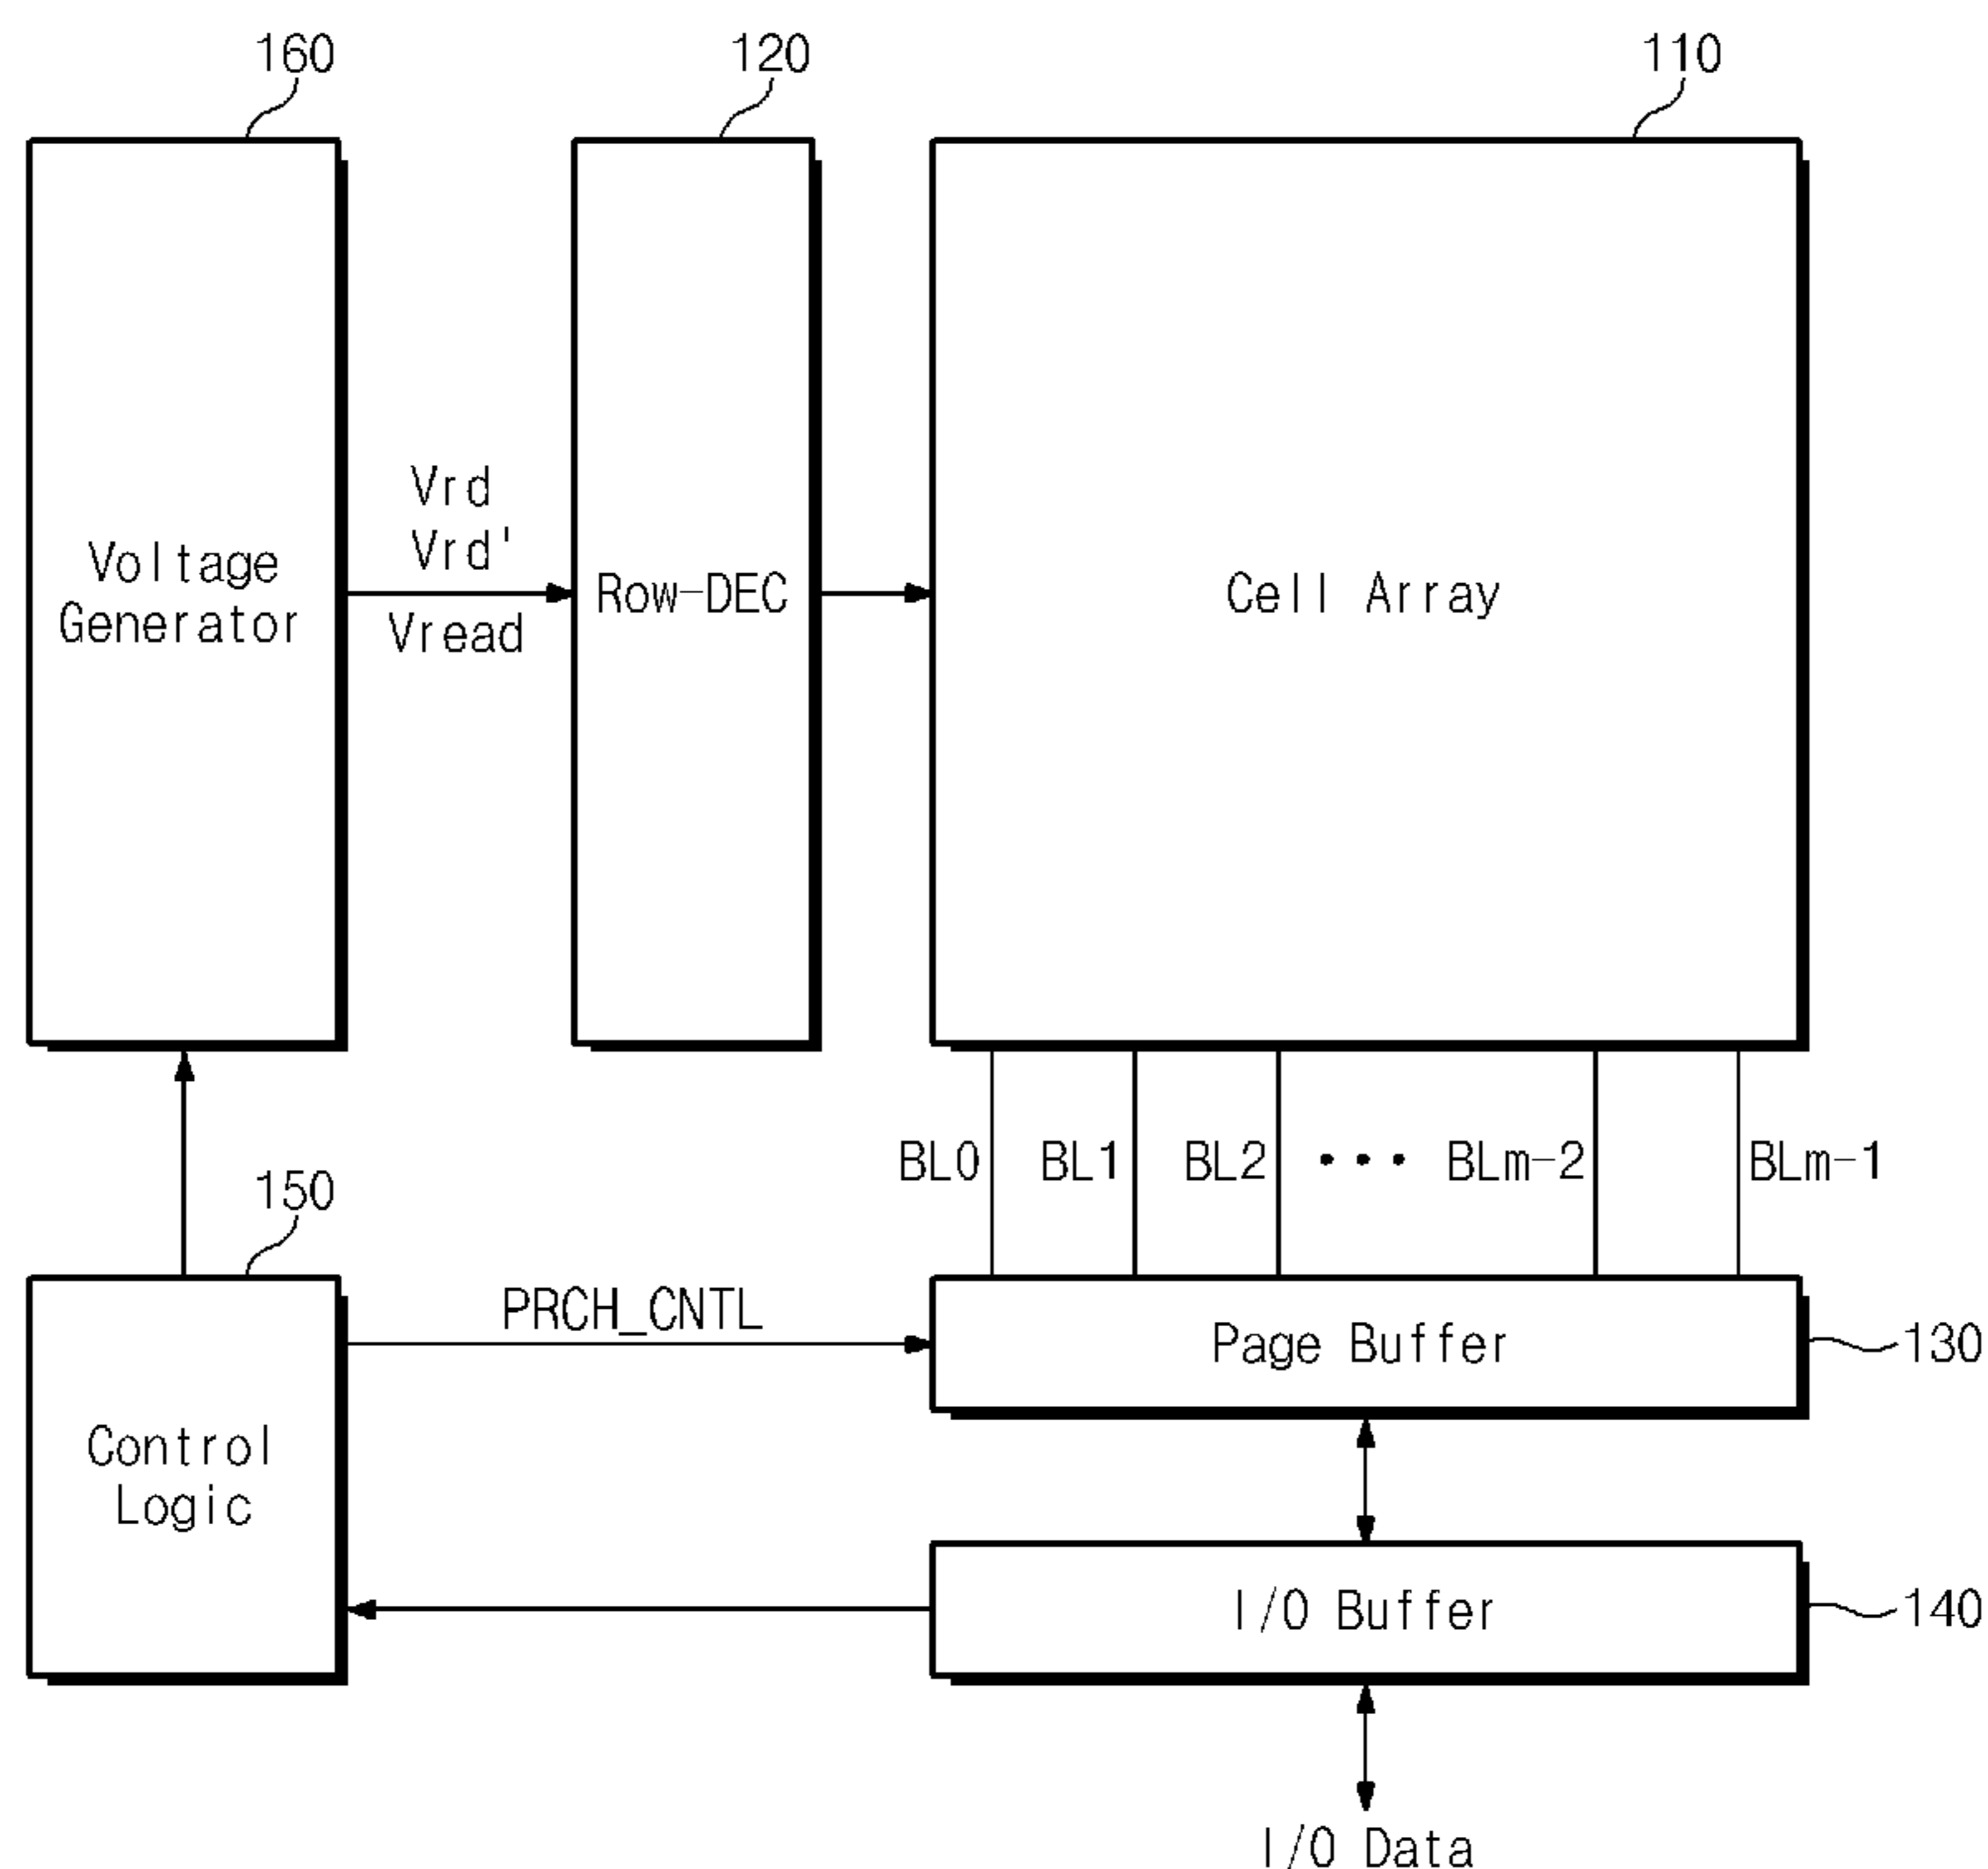 160
120
110
Vrd
Vrd'
Voltage
Generator
Vread
Row-DEC
Cell Array
BL0
BL1
BL2
•••
BLm-2
BLm-1
150
PRCH_CNTL
Page Buffer
130
Control
Logic
I/O Buffer
140
I/O Data